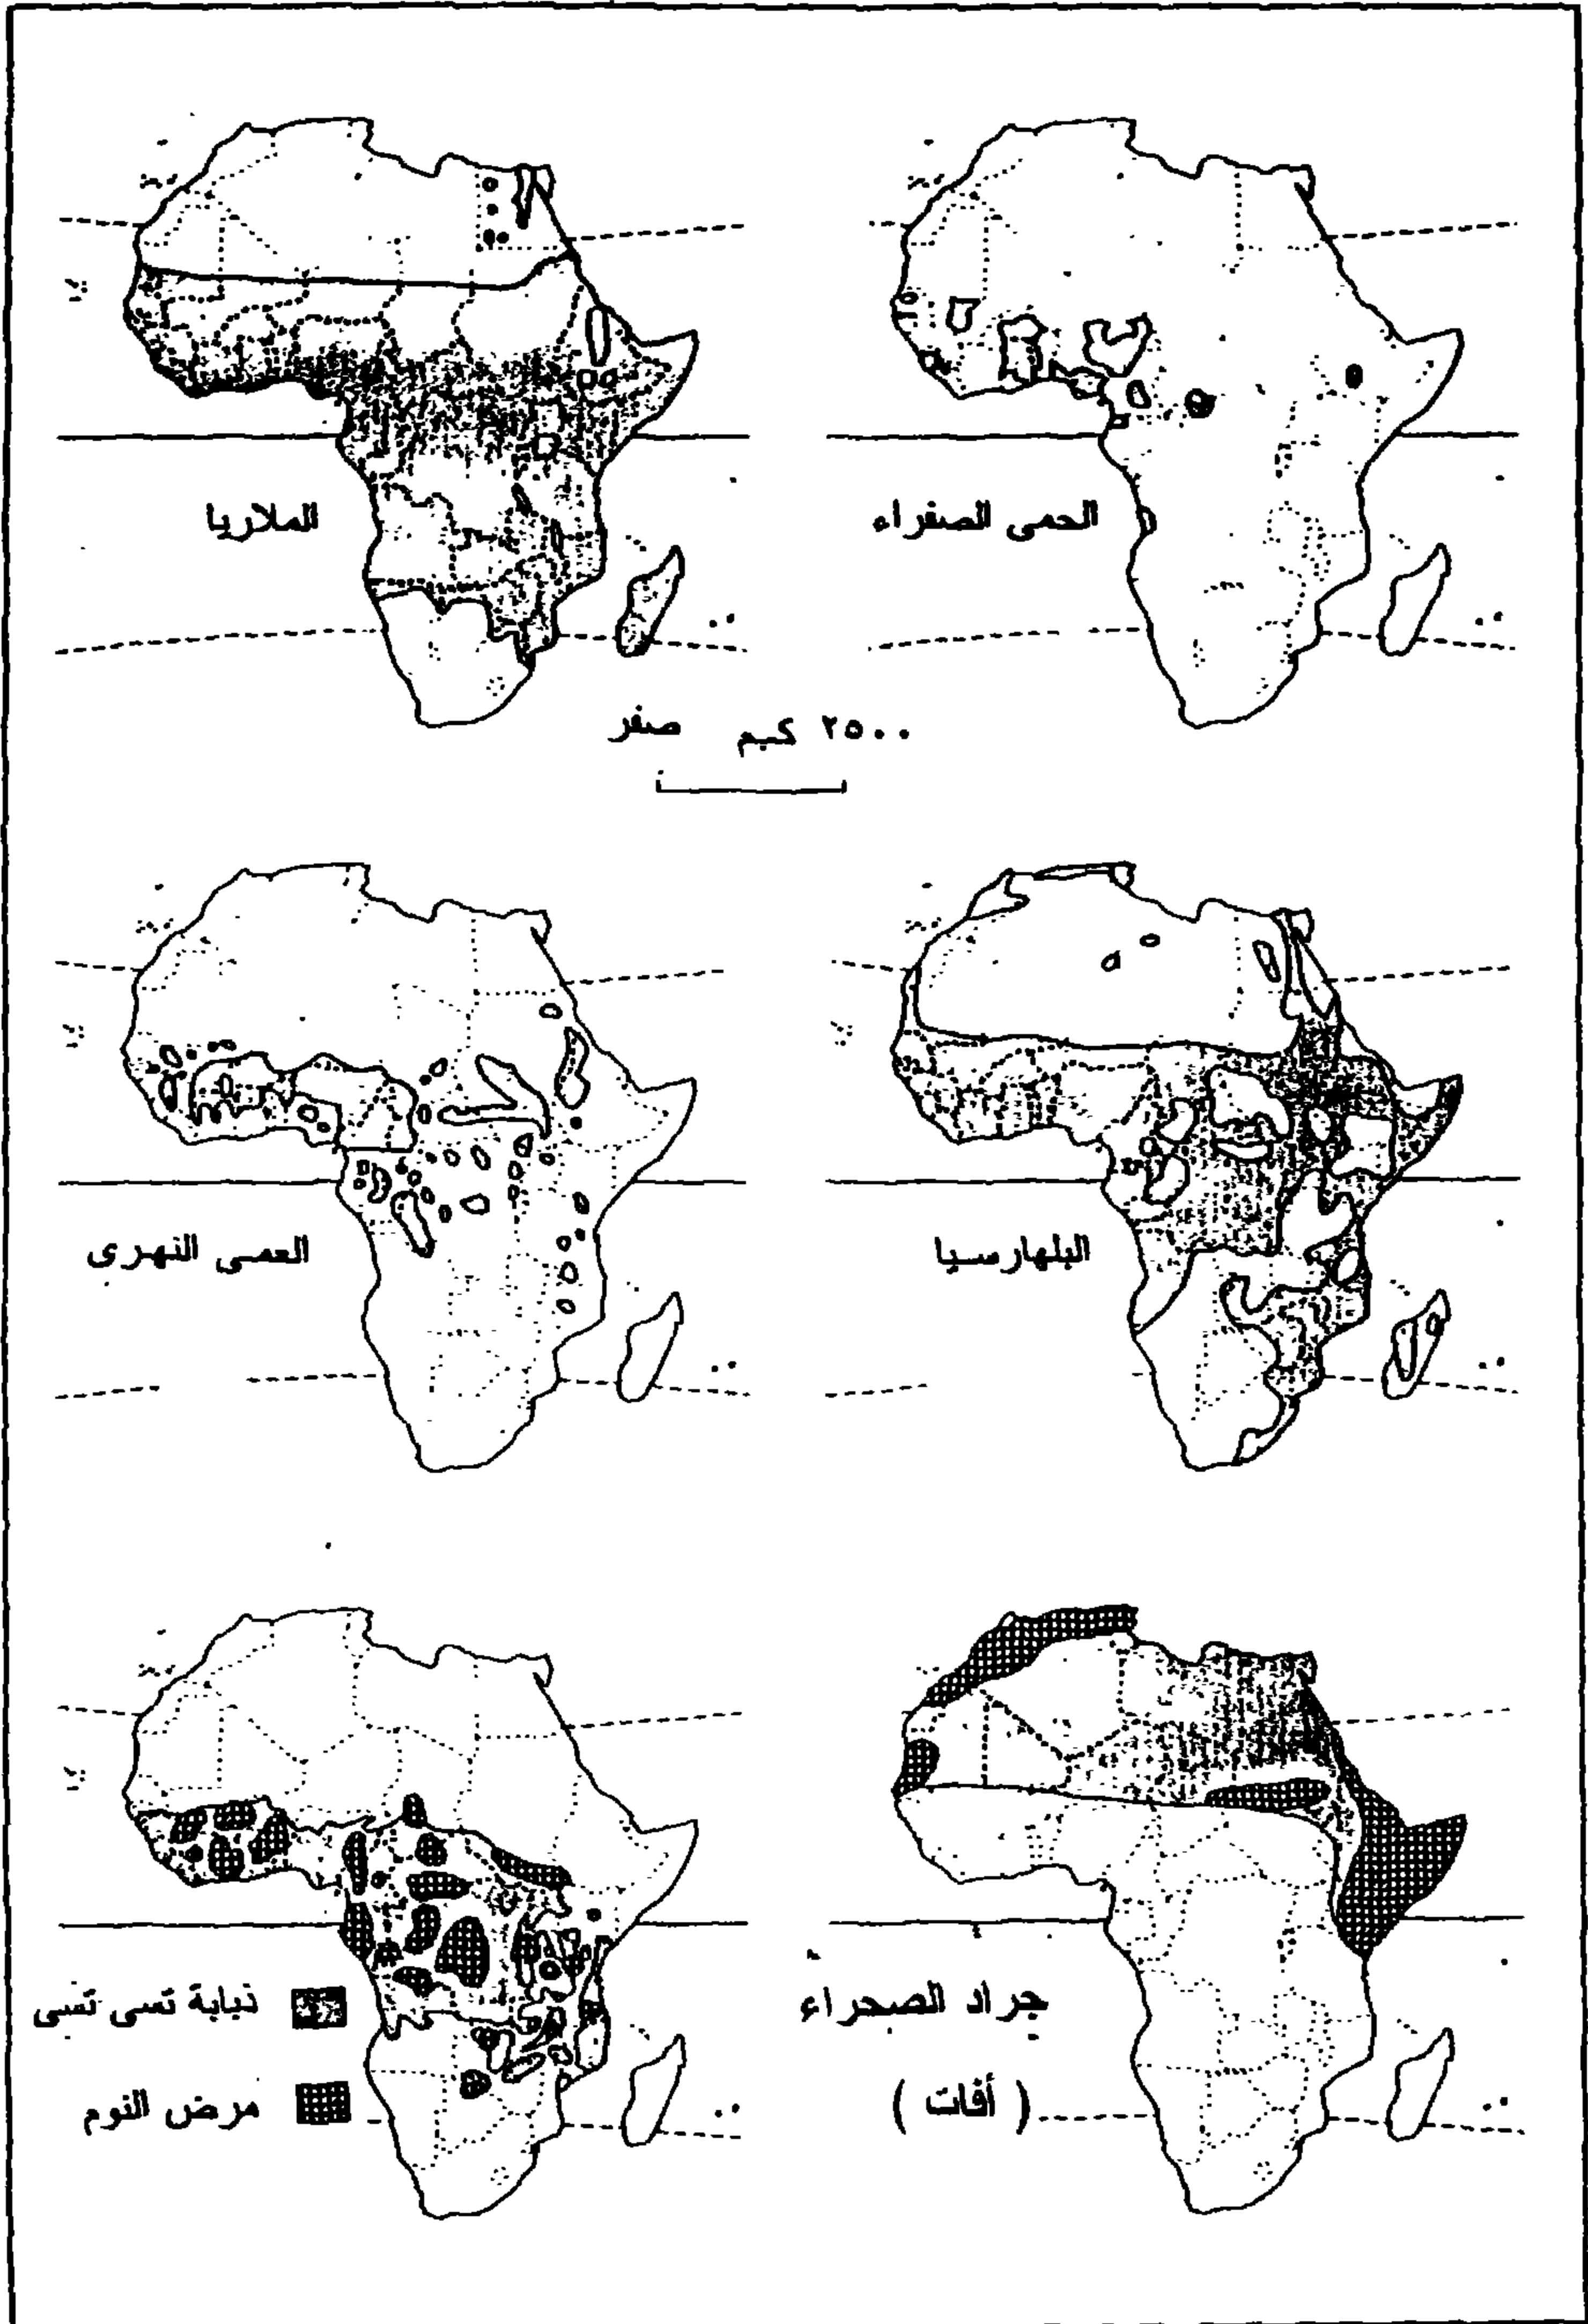 الحمى الصفراء
الملاريا
صفر ٢٥٠٠ كيم
البلهارسيا
العمى النهرى
جراد الصحراء
( أفات )
ذبابة تسى تسى
مرض النوم